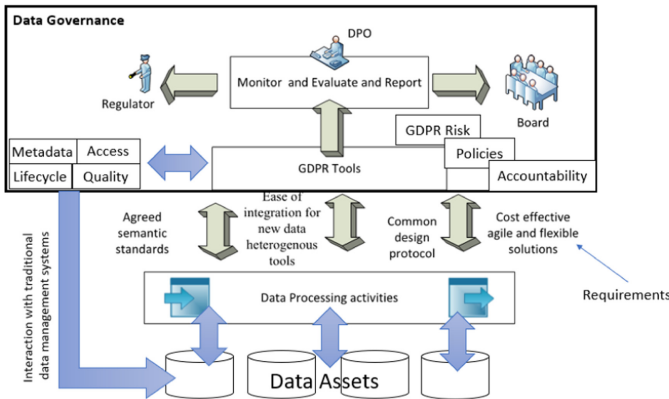 Data Governance
DPO
Monitor and Evaluate and Report
Regulator
Board
GDPR Risk
Policies
Accountability
Metadata
Access
Lifecycle
Quality
GDPR Tools
Agreed
semantic
standards
Ease of
integration for
new data
heterogenous
tools
Common
design
protocol
Cost effective
agile and flexible
solutions
Requirements
Interaction with traditional
data management systems
Data Processing activities
Data Assets